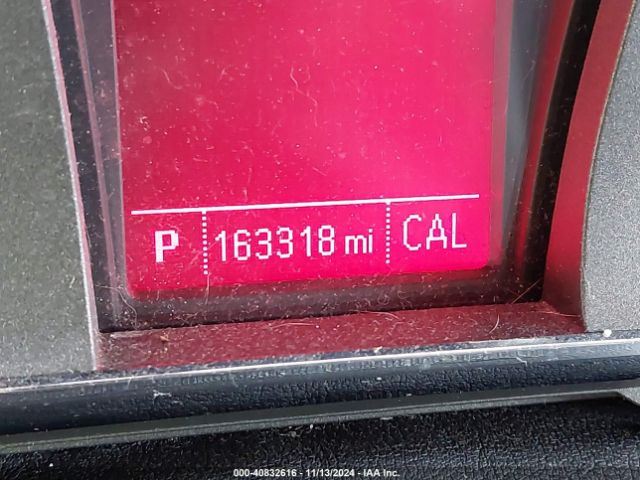 P 163318 mi CAL
000-40832616 - 11/13/2024 - IAA Inc.